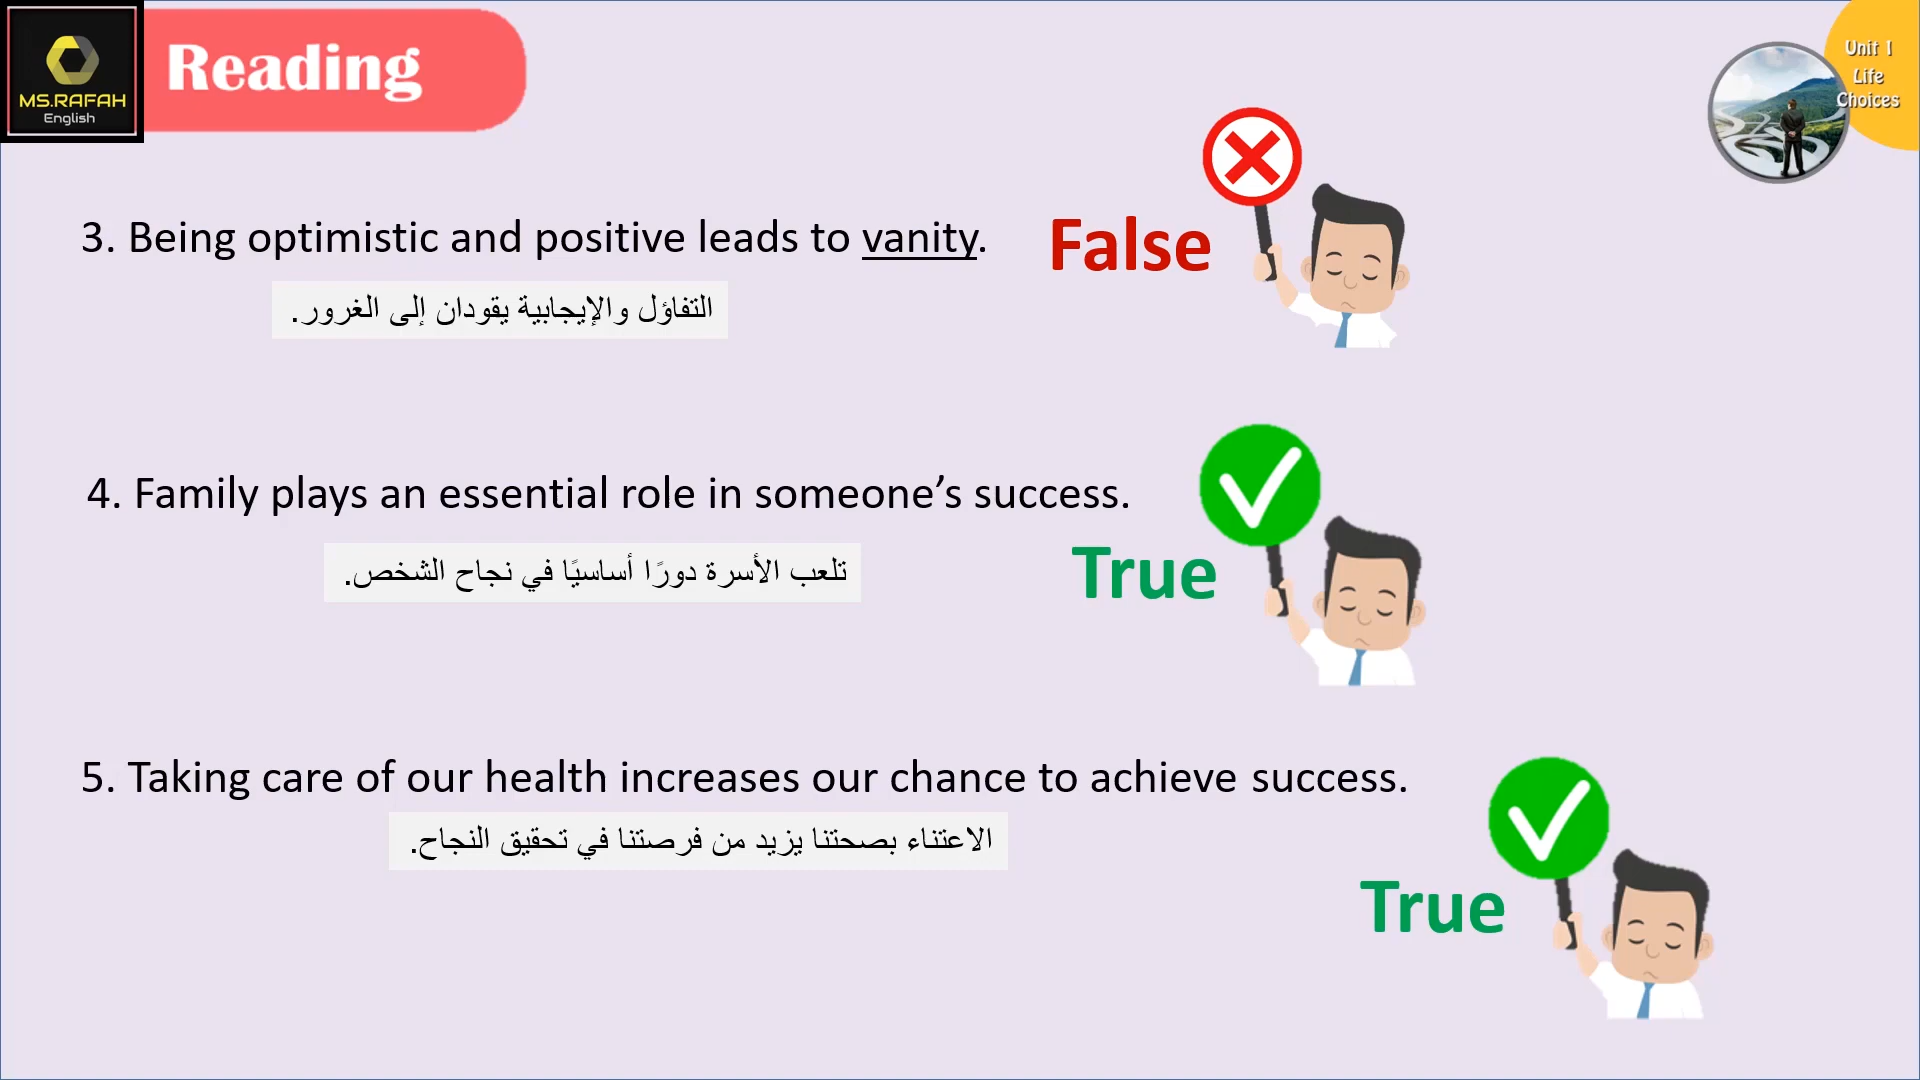 MS.RAFAH
English
Reading
Unit 1
Life
Choices
3. Being optimistic and positive leads to vanity.
False
التفاؤل والإيجابية يقودان إلى الغرور.
4. Family plays an essential role in someone’s success.
True
تلعب الأسرة دورًا أساسيًا في نجاح الشخص.
5. Taking care of our health increases our chance to achieve success.
الاعتناء بصحتنا يزيد من فرصتنا في تحقيق النجاح.
True